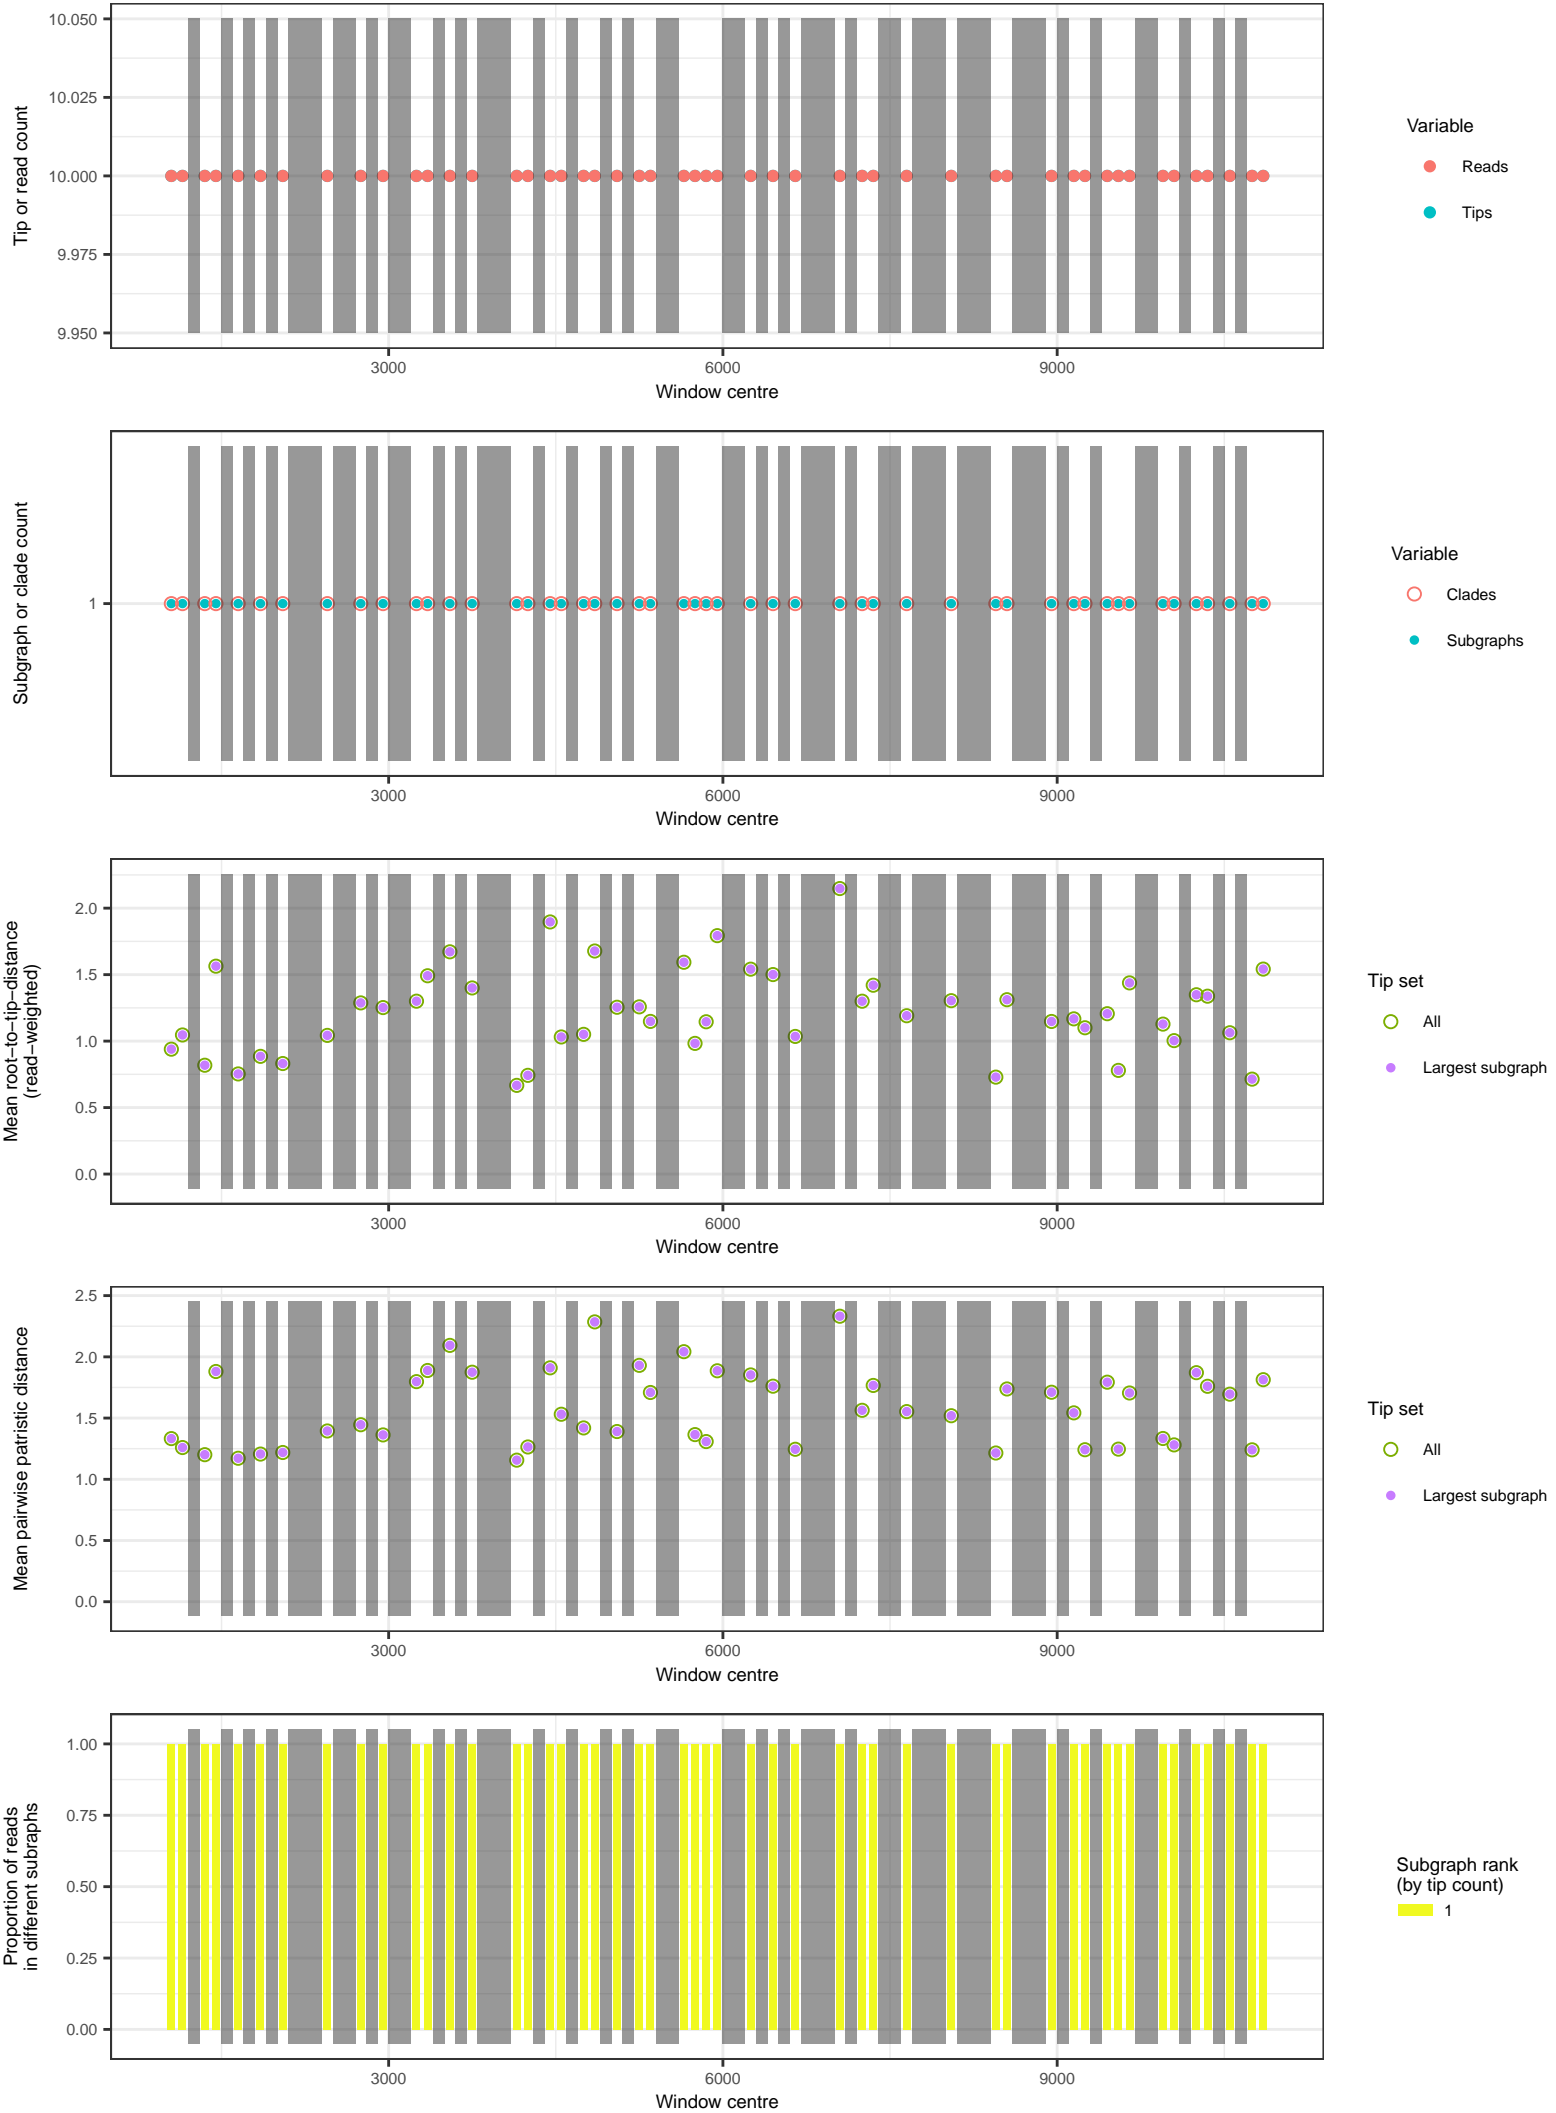 10.050
10.025
10.000
9.975
9.950
Tip or read count
3000
6000
9000
Window centre
Variable
Reads
Tips
1
Subgraph or clade count
3000
6000
9000
Window centre
Variable
Clades
Subgraphs
2.0
1.5
1.0
0.5
0.0
Mean root−to−tip−distance
(read−weighted)
3000
6000
9000
Window centre
Tip set
All
Largest subgraph
2.5
2.0
1.5
1.0
0.5
0.0
Mean pairwise patristic distance
3000
6000
9000
Window centre
Tip set
All
Largest subgraph
1.00
0.75
0.50
0.25
0.00
Proportion of reads
in different subraphs
3000
6000
9000
Window centre
Subgraph rank
(by tip count)
1